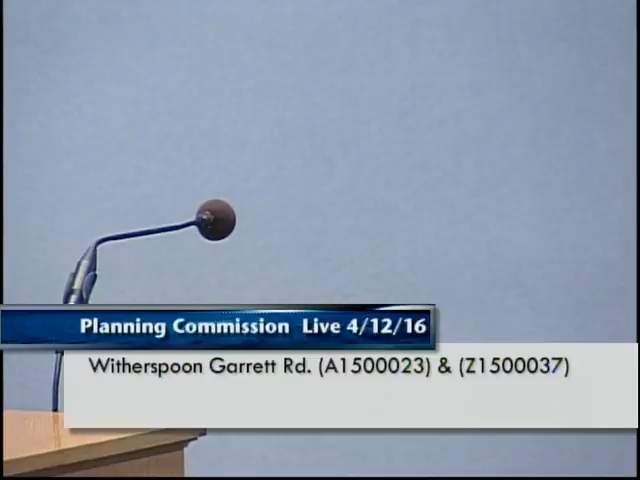 Planning Commission Live 4/12/16
Witherspoon Garrett Rd. (A1500023) & (Z1500037)